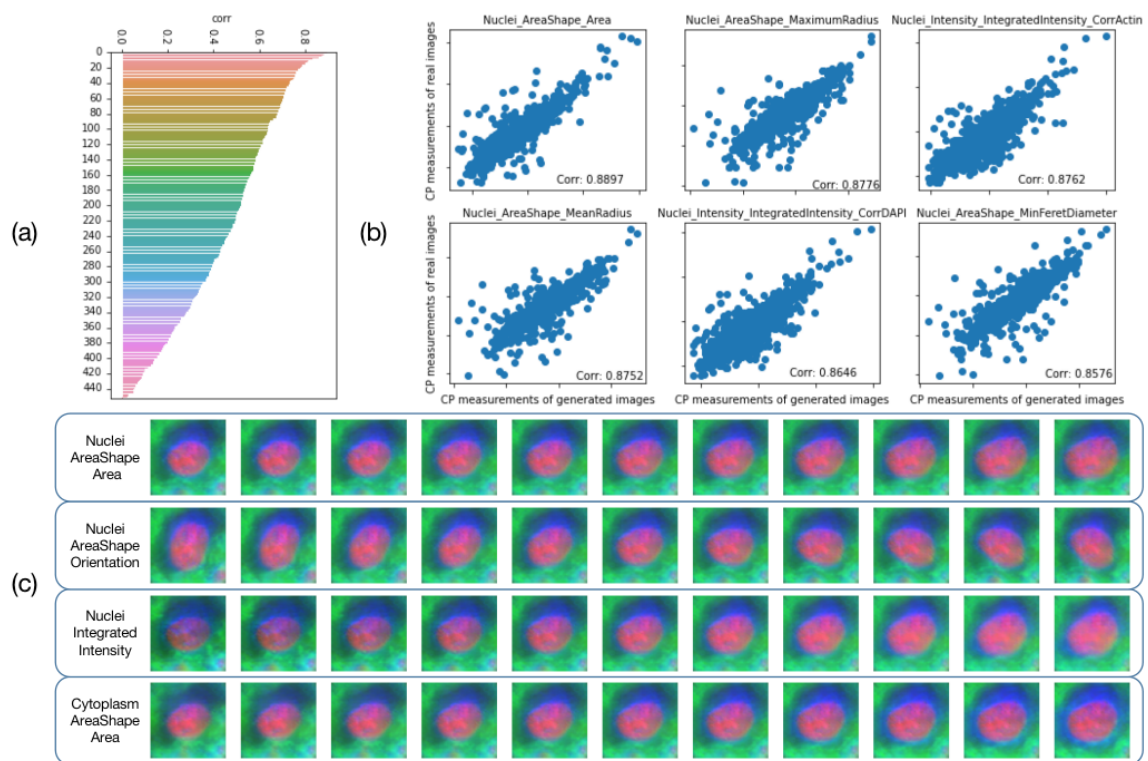 corr
0.0
0.2
0.4
0.6
0.8
0
20
40
60
80
100
120
140
160
180
200
220
240
260
280
300
320
340
360
380
400
420
440
(a)
(b)
Nuclei_AreaShape_Area
CP measurements of real images
Corr: 0.8897
Nuclei_AreaShape_MaximumRadius
Corr: 0.8776
Nuclei_Intensity_IntegratedIntensity_CorrActin
Corr: 0.8762
Nuclei_AreaShape_MeanRadius
CP measurements of real images
Corr: 0.8752
CP measurements of generated images
Nuclei_Intensity_IntegratedIntensity_CorrDAPI
Corr: 0.8646
CP measurements of generated images
Nuclei_AreaShape_MinFeretDiameter
Corr: 0.8576
CP measurements of generated images
(c)
Nuclei
AreaShape
Area
Nuclei
AreaShape
Orientation
Nuclei
Integrated
Intensity
Cytoplasm
AreaShape
Area